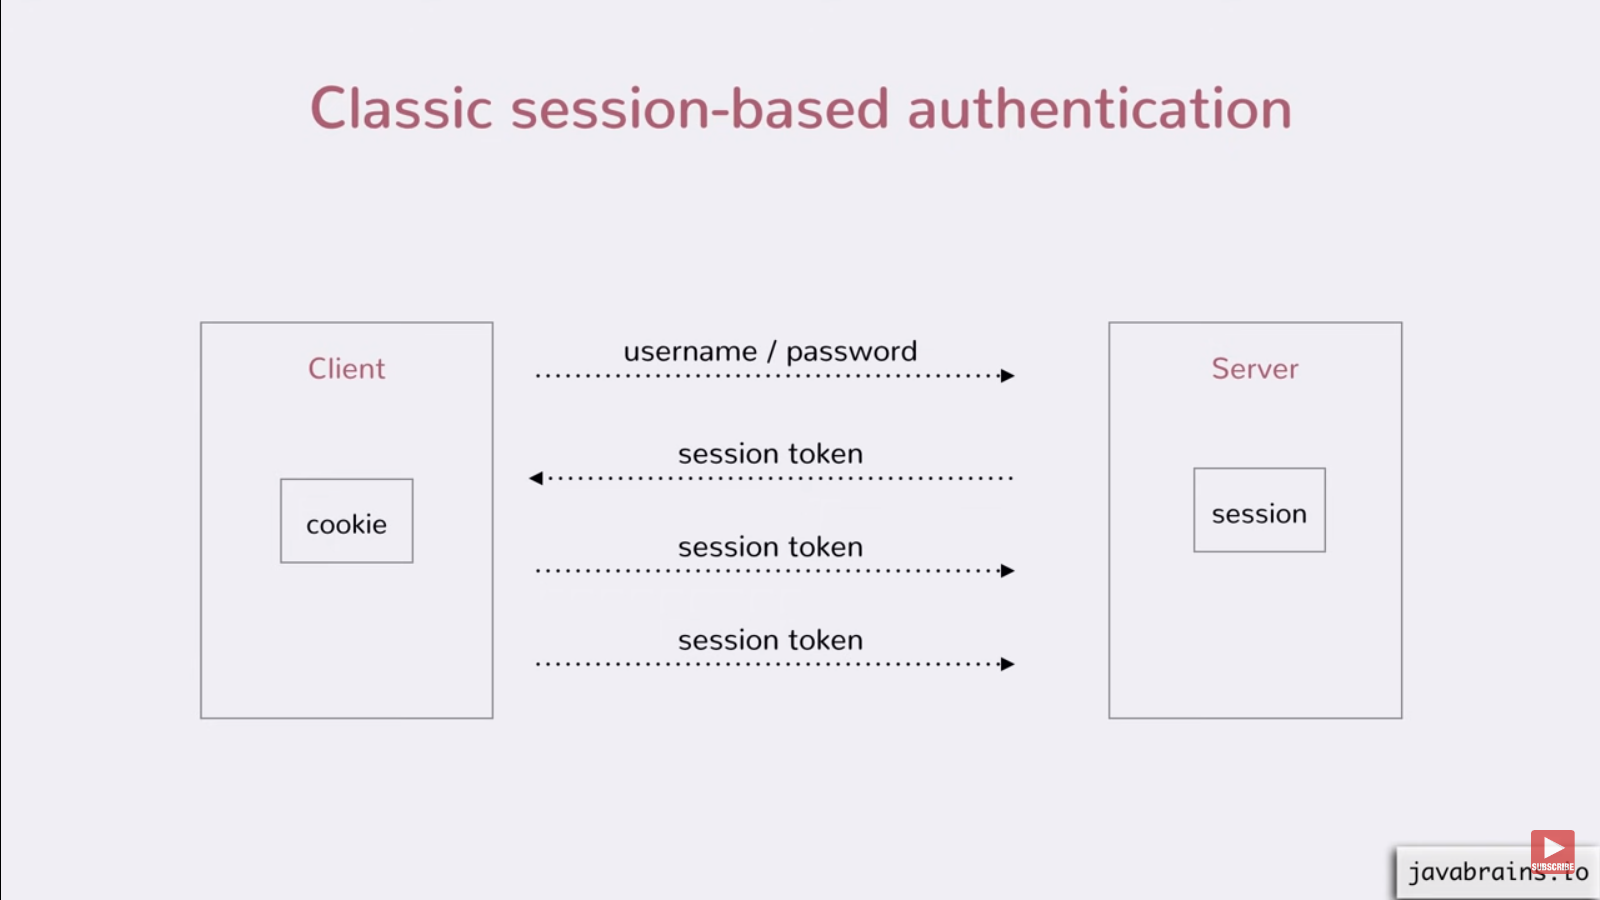 Classic session-based authentication
Client
username / password
Server
session token
cookie
session
session token
session token
SUBSCRIBE
javabrains.io